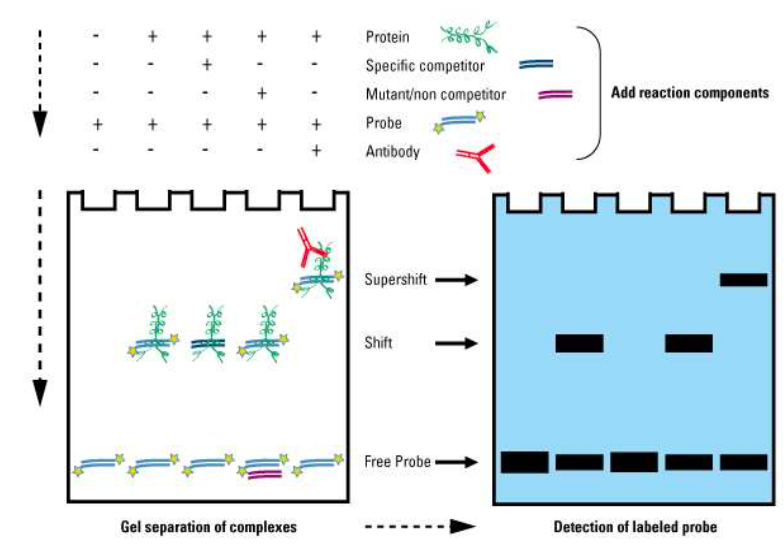 - + + + + Protein
- - + - - Specific competitor
- - - + - Mutant/non competitor
Add reaction components
+ + + + + Probe
- - - - + Antibody
Supershift
Shift
Free Probe
Gel separation of complexes
Detection of labeled probe